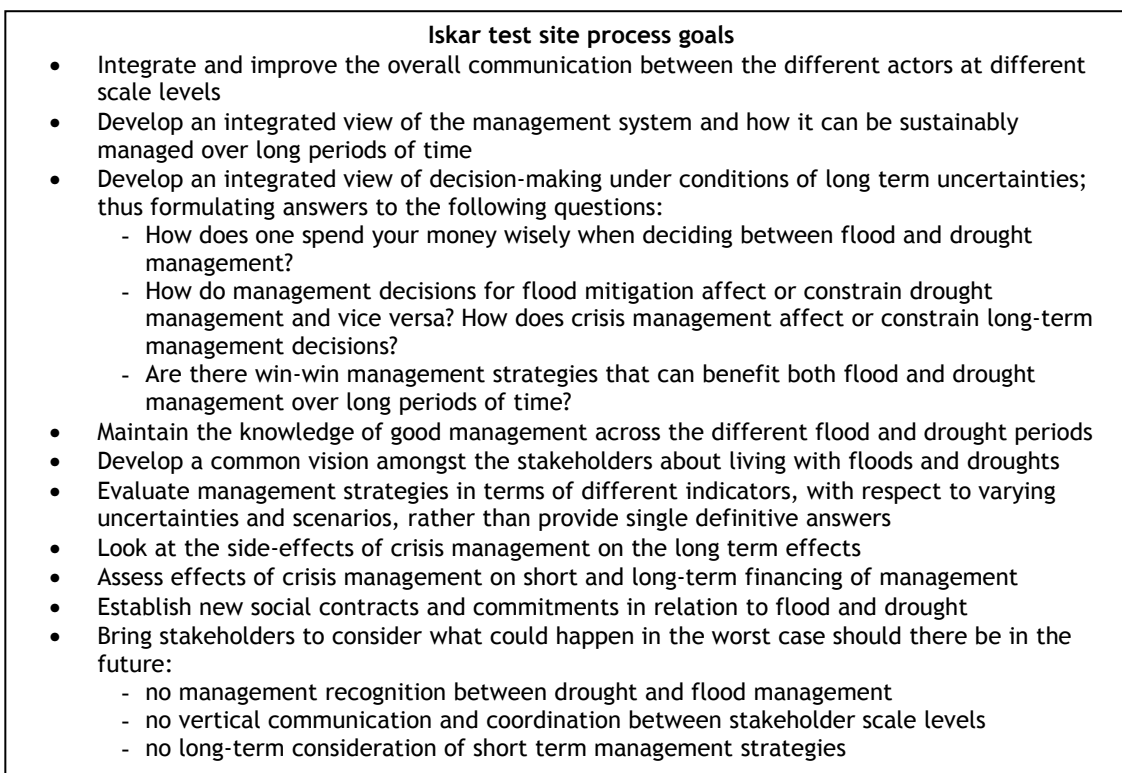 Iskar test site process goals
• Integrate and improve the overall communication between the different actors at different
scale levels
• Develop an integrated view of the management system and how it can be sustainably
managed over long periods of time
• Develop an integrated view of decision-making under conditions of long term uncertainties;
thus formulating answers to the following questions:
- How does one spend your money wisely when deciding between flood and drought
management?
- How do management decisions for flood mitigation affect or constrain drought
management and vice versa? How does crisis management affect or constrain long-term
management decisions?
- Are there win-win management strategies that can benefit both flood and drought
management over long periods of time?
• Maintain the knowledge of good management across the different flood and drought periods
• Develop a common vision amongst the stakeholders about living with floods and droughts
• Evaluate management strategies in terms of different indicators, with respect to varying
uncertainties and scenarios, rather than provide single definitive answers
• Look at the side-effects of crisis management on the long term effects
• Assess effects of crisis management on short and long-term financing of management
• Establish new social contracts and commitments in relation to flood and drought
• Bring stakeholders to consider what could happen in the worst case should there be in the
future:
- no management recognition between drought and flood management
- no vertical communication and coordination between stakeholder scale levels
- no long-term consideration of short term management strategies